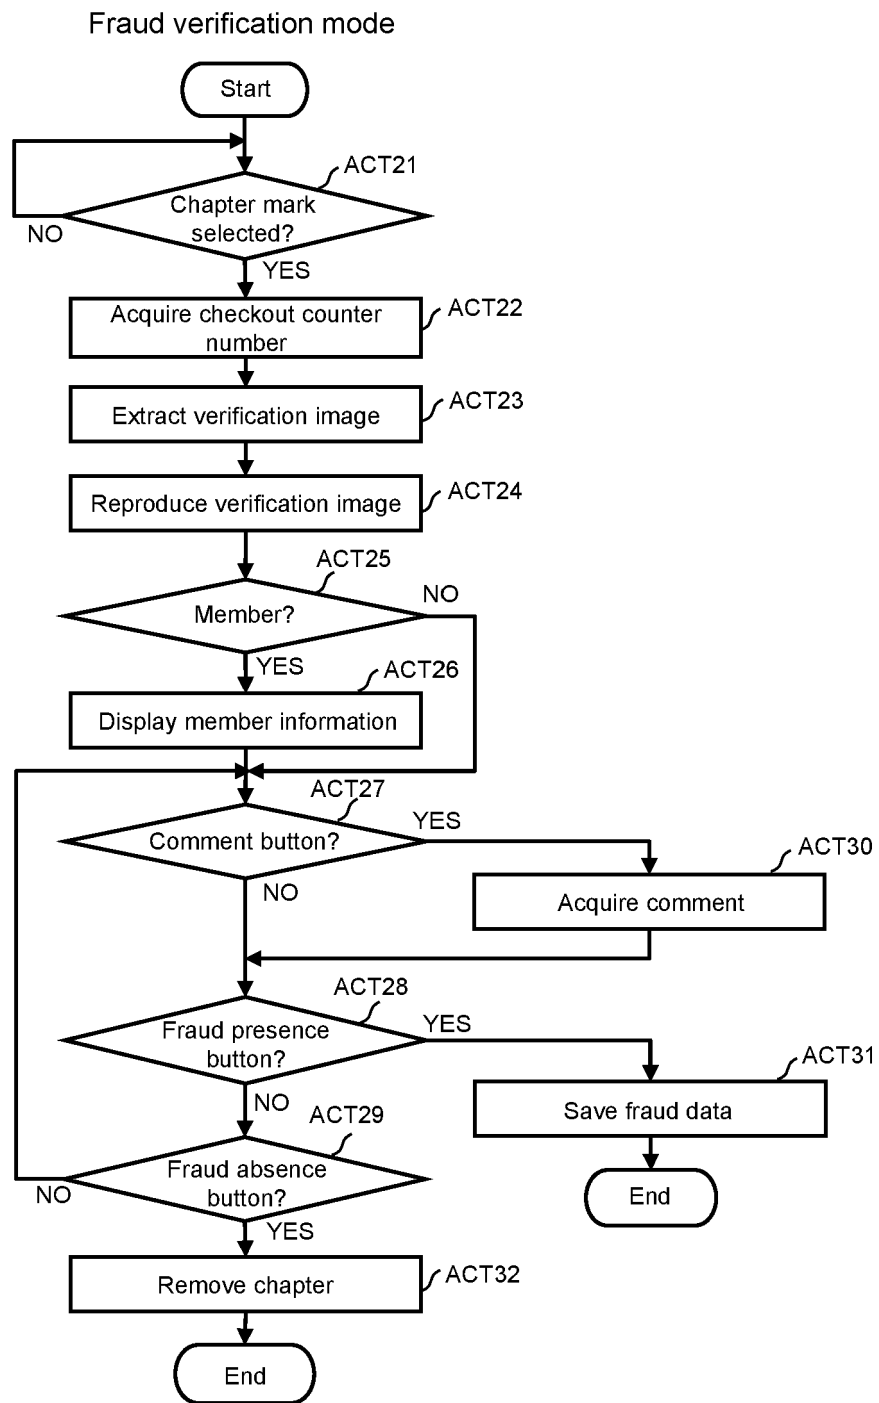 Fraud verification mode
Start
ACT21
Chapter mark
selected?
NO
YES
ACT22
Acquire checkout counter
number
ACT23
Extract verification image
ACT24
Reproduce verification image
ACT25
NO
Member?
YES
ACT26
Display member information
ACT27
YES
Comment button?
ACT30
NO
Acquire comment
ACT28
YES
Fraud presence
button?
ACT31
NO
Save fraud data
ACT29
Fraud absence
button?
NO
End
YES
ACT32
Remove chapter
End